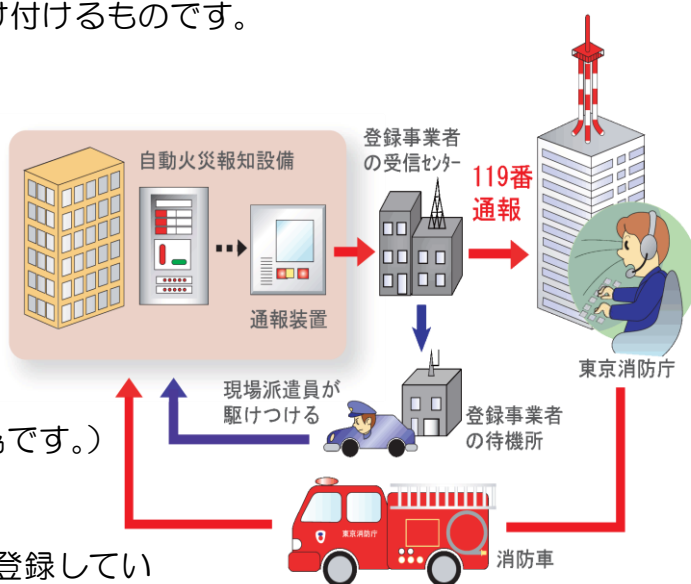 け付けるものです。
自動火災報知設備
登録事業者
の受信センター
119番
通報
通報装置
東京消防庁
現場派遣員が
駆けつける
登録事業者
の待機所
です。）
東京消防庁
消防車
登録してい